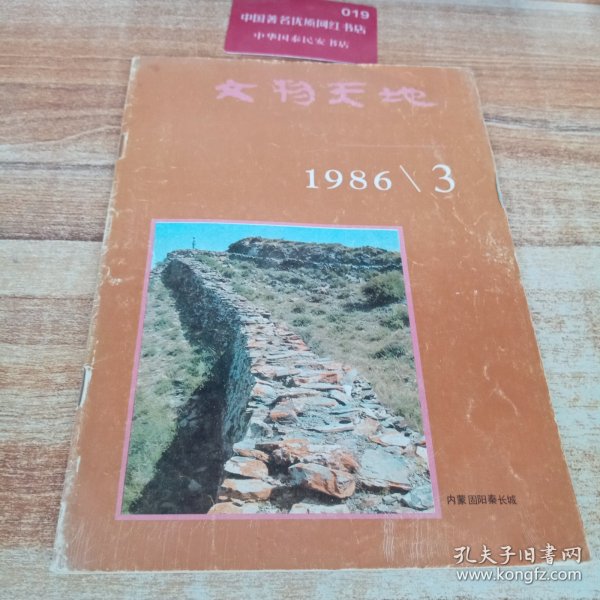 019
中国著名优质网红书店
中华国泰民安书店
文物天地
1986\3
内蒙固阳秦长城
孔夫子旧书网
www.kongfz.com